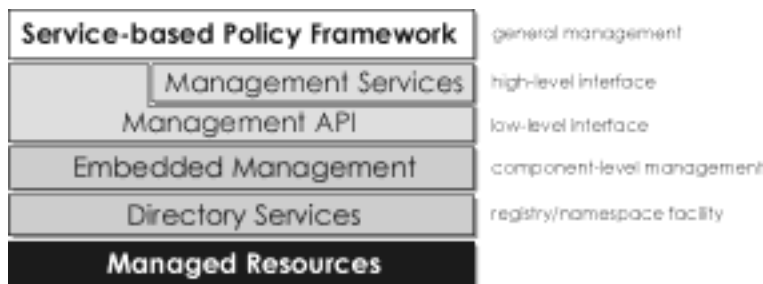 Service-based Policy Framework general management
Management Services high-level interface
Management API low-level interface
Embedded Management component-level management
Directory Services registry/namespace facility
Managed Resources